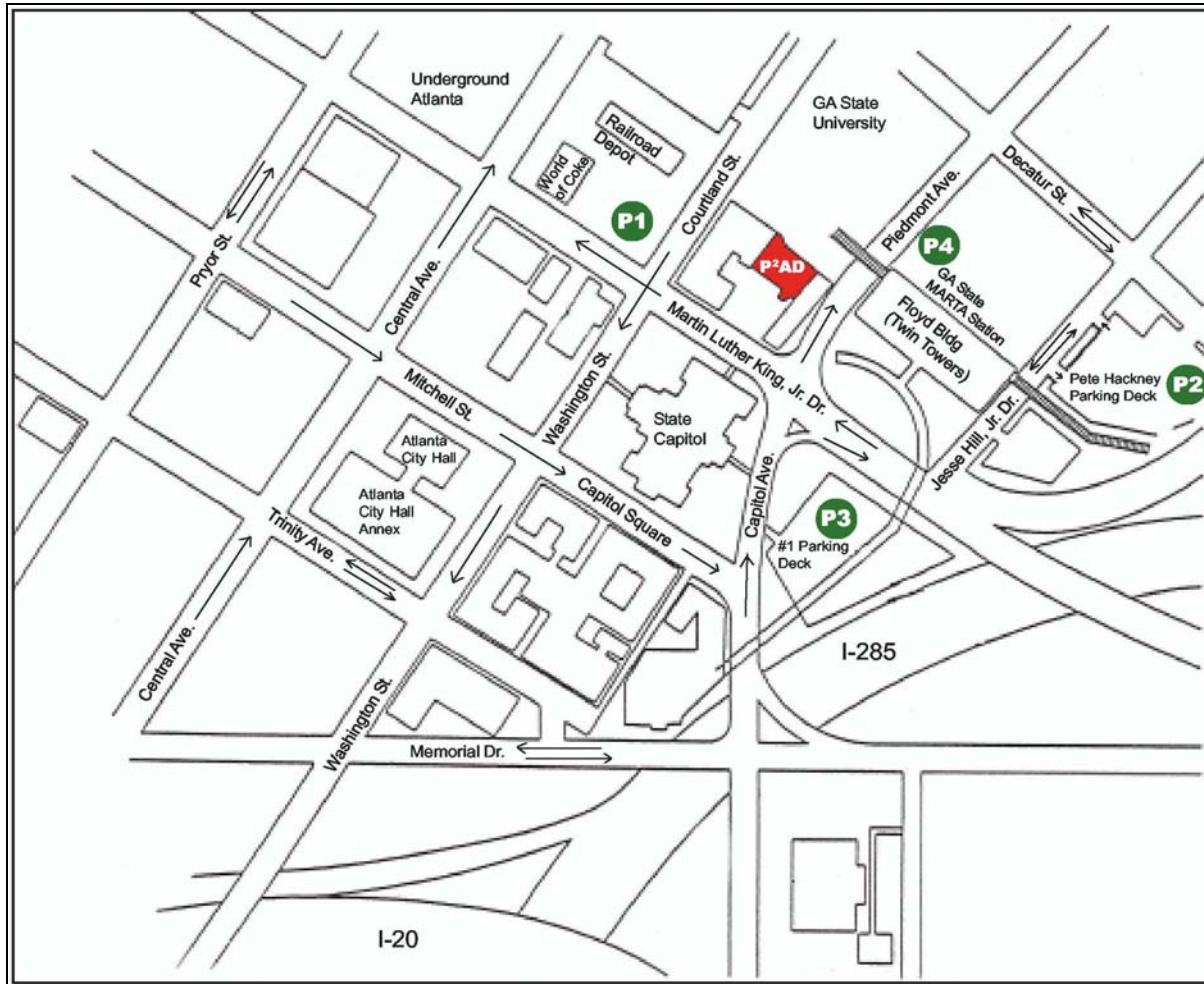 Underground
Atlanta
GA State
University
Railroad
Depot
World
of Coke
Courtland St.
Decatur St.
Piedmont Ave.
P1
P4
P²AD
GA State
MARTA Station
Pryor St.
Central Ave.
Floyd Bldg
(Twin Towers)
Martin Luther King, Jr. Dr.
P2
Pete Hackney
Parking Deck
Mitchell St.
Washington St.
State
Capitol
Jesse Hill, Jr. Dr.
Atlanta
City Hall
Atlanta
City Hall
Annex
Capitol Square
Capitol Ave.
P3
#1 Parking
Deck
Trinity Ave.
Central Ave.
I-285
Washington St.
Memorial Dr.
I-20